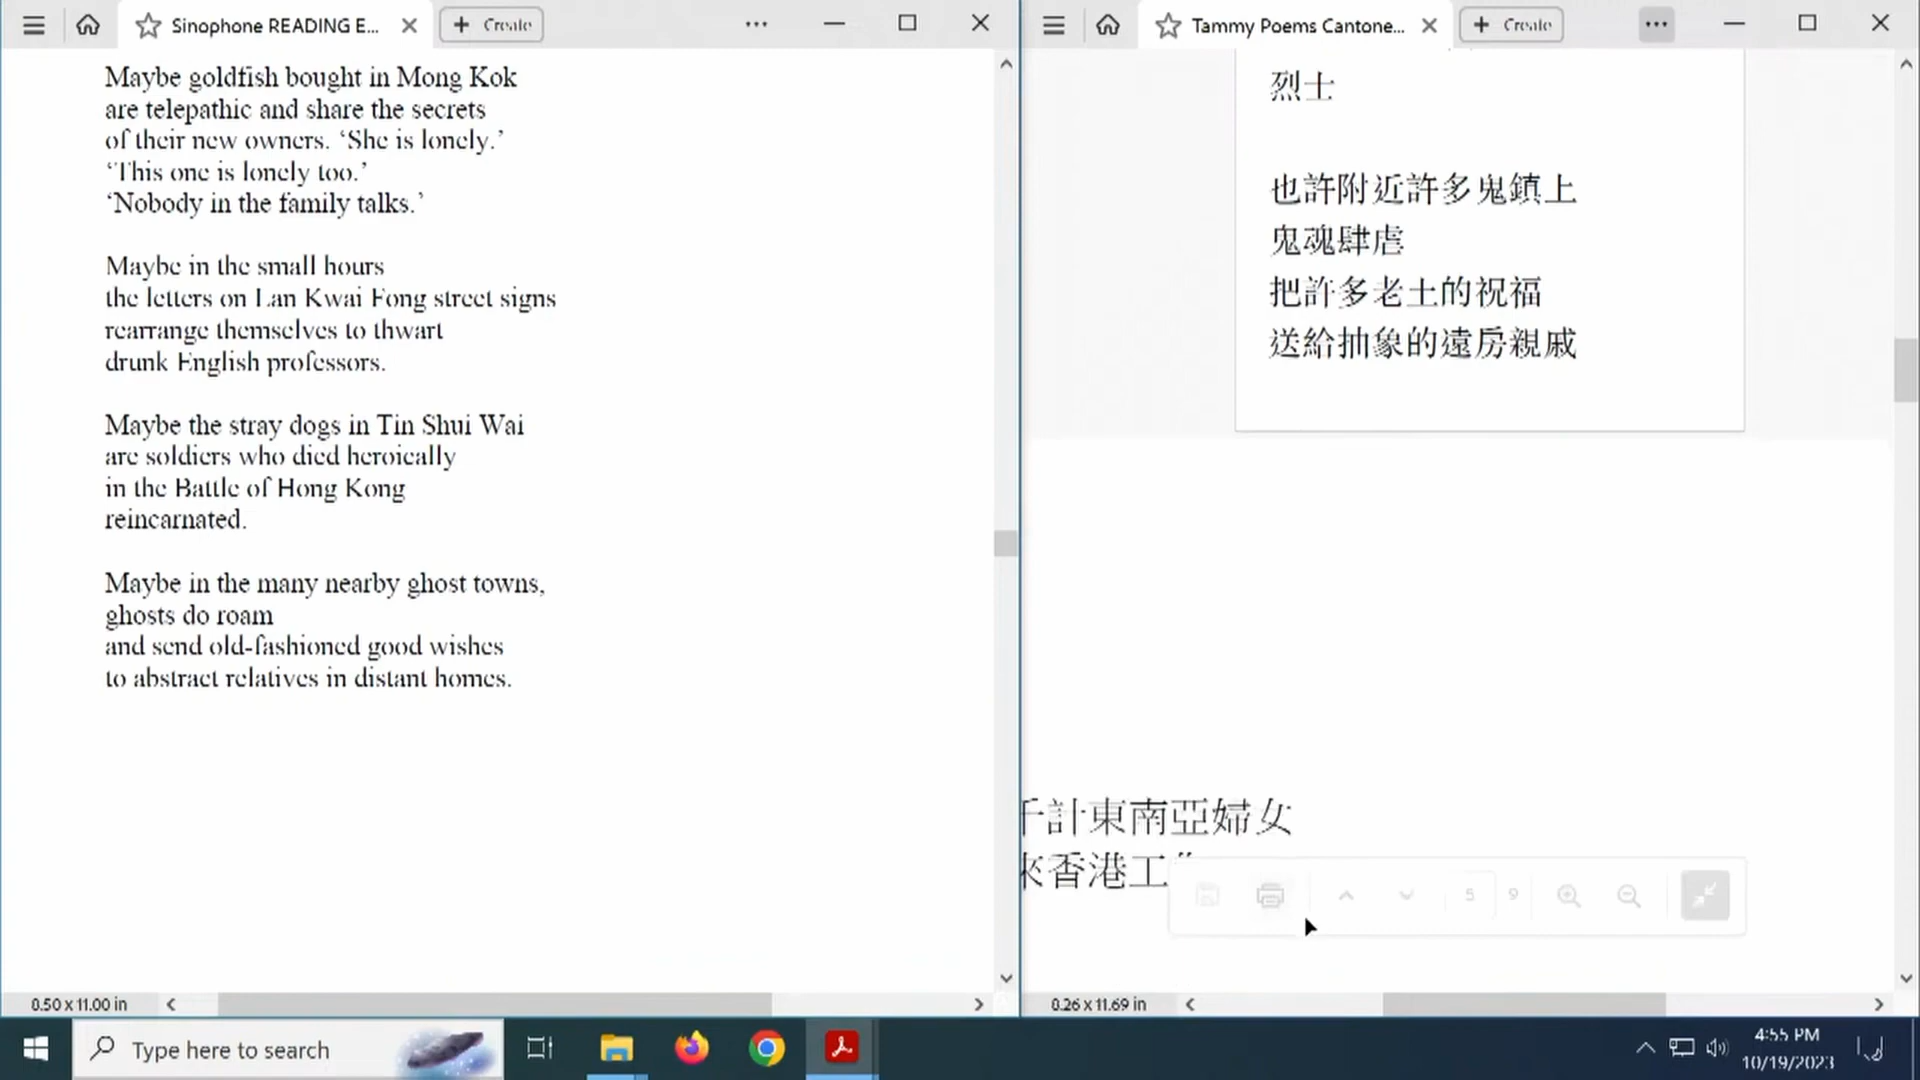 Sinophone READING E...
Create
Maybe goldfish bought in Mong Kok
are telepathic and share the secrets
of their new owners. ‘She is lonely.’
‘This one is lonely too.’
‘Nobody in the family talks.’
Maybe in the small hours
the letters on Lan Kwai Fong street signs
rearrange themselves to thwart
drunk English professors.
Maybe the stray dogs in Tin Shui Wai
are soldiers who died heroically
in the Battle of Hong Kong
reincarnated.
Maybe in the many nearby ghost towns,
ghosts do roam
and send old-fashioned good wishes
to abstract relatives in distant homes.
8.50 x 11.00 in
Tammy Poems Cantone...
Create
烈士
也許附近許多鬼鎮上
鬼魂肆虐
把許多老土的祝福
送給抽象的遠房親戚
千計東南亞婦女
來香港工
5
9
8.26 x 11.69 in
Type here to search
4:55 PM
10/19/2023